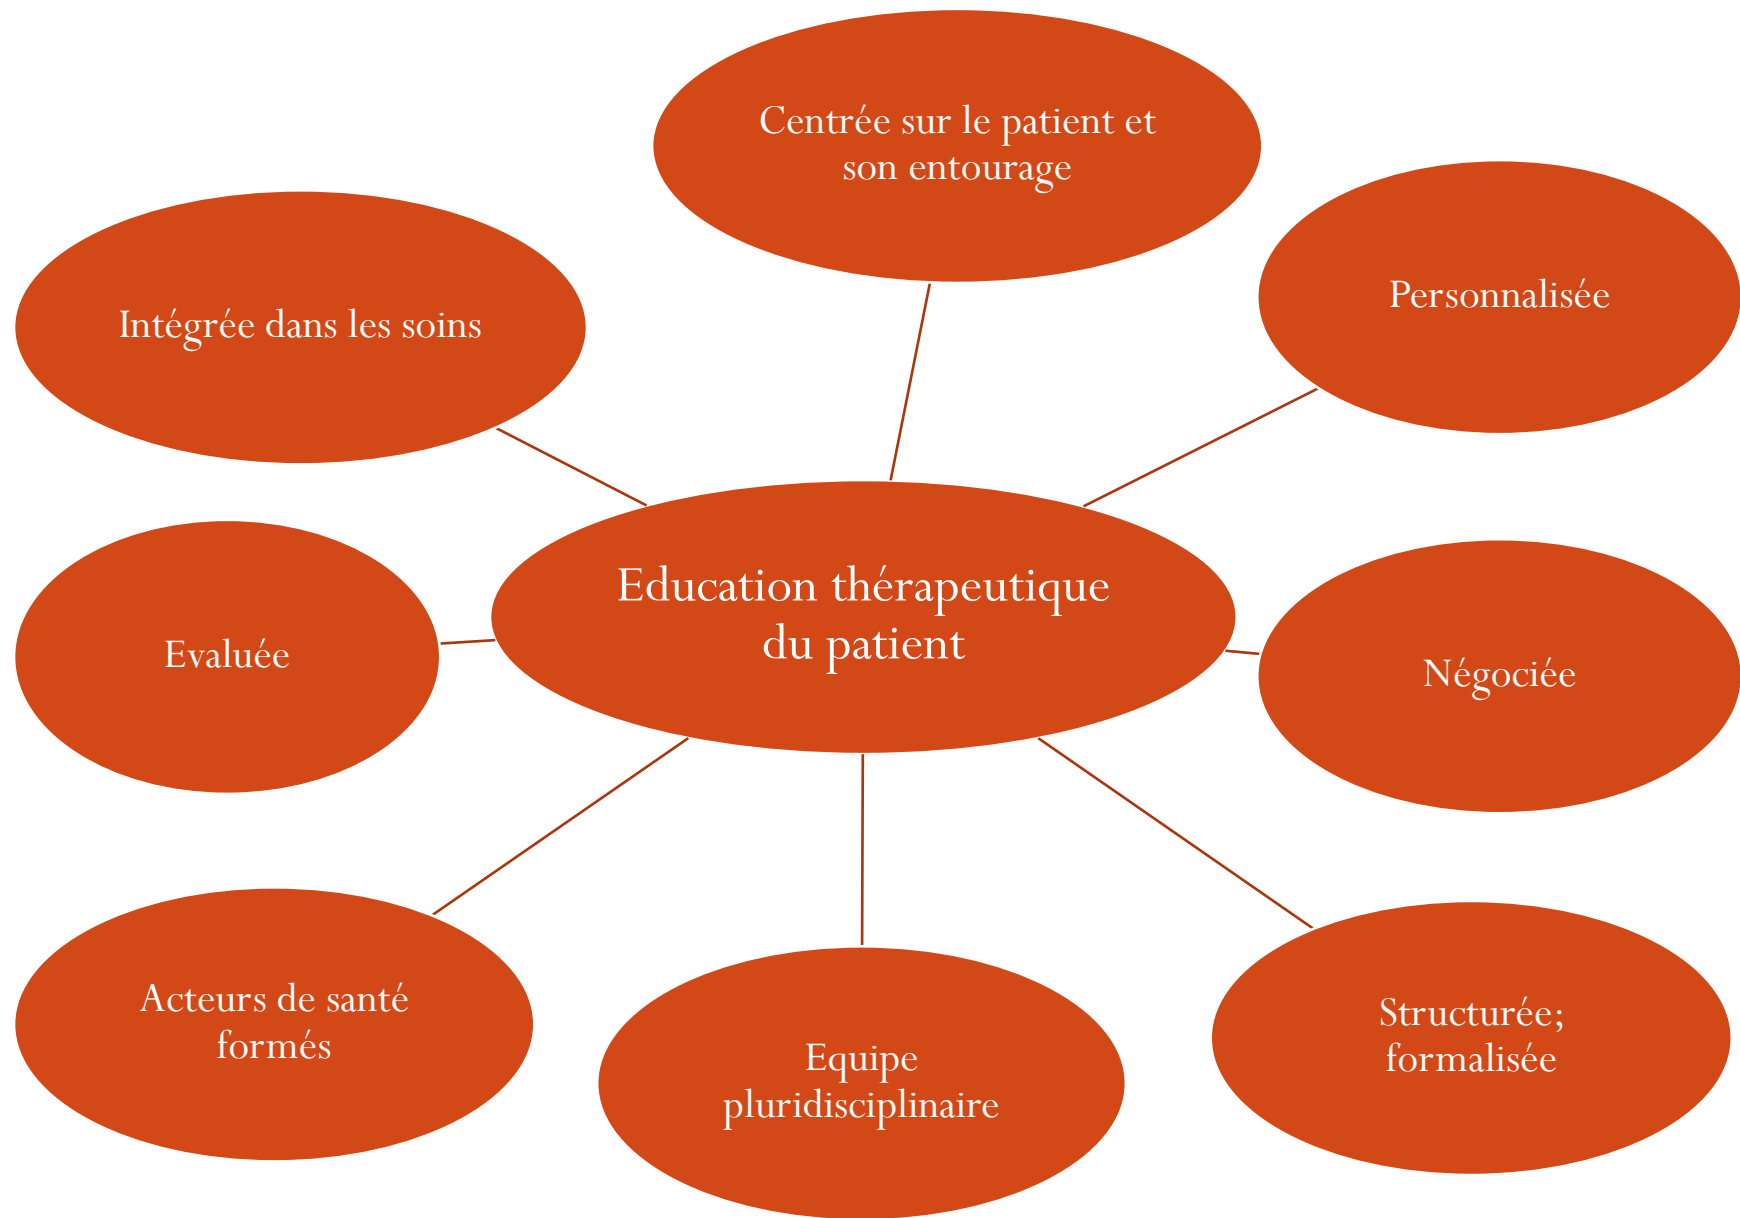 Centrée sur le patient et
son entourage
Personnalisée
Intégrée dans les soins
Education thérapeutique
du patient
Evaluée
Négociée
Acteurs de santé
formés
Structurée;
formalisée
Equipe
pluridisciplinaire